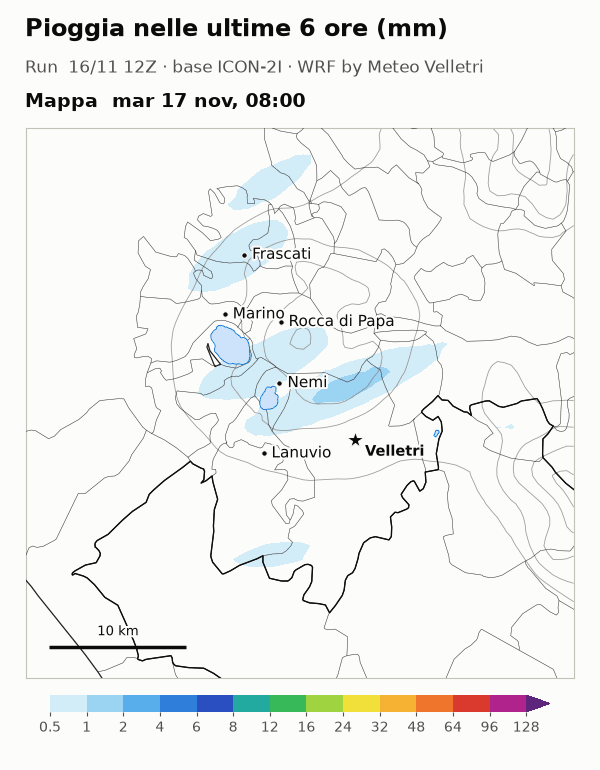 Pioggia nelle ultime 6 ore (mm)
Run 16/11 12Z · base ICON-2I · WRF by Meteo Velletri
Mappa mar 17 nov, 08:00
Frascati
Marino
Rocca di Papa
Nemi
Velletri
Lanuvio
10 km
0.5 1 2 4 6 8 12 16 24 32 48 64 96 128